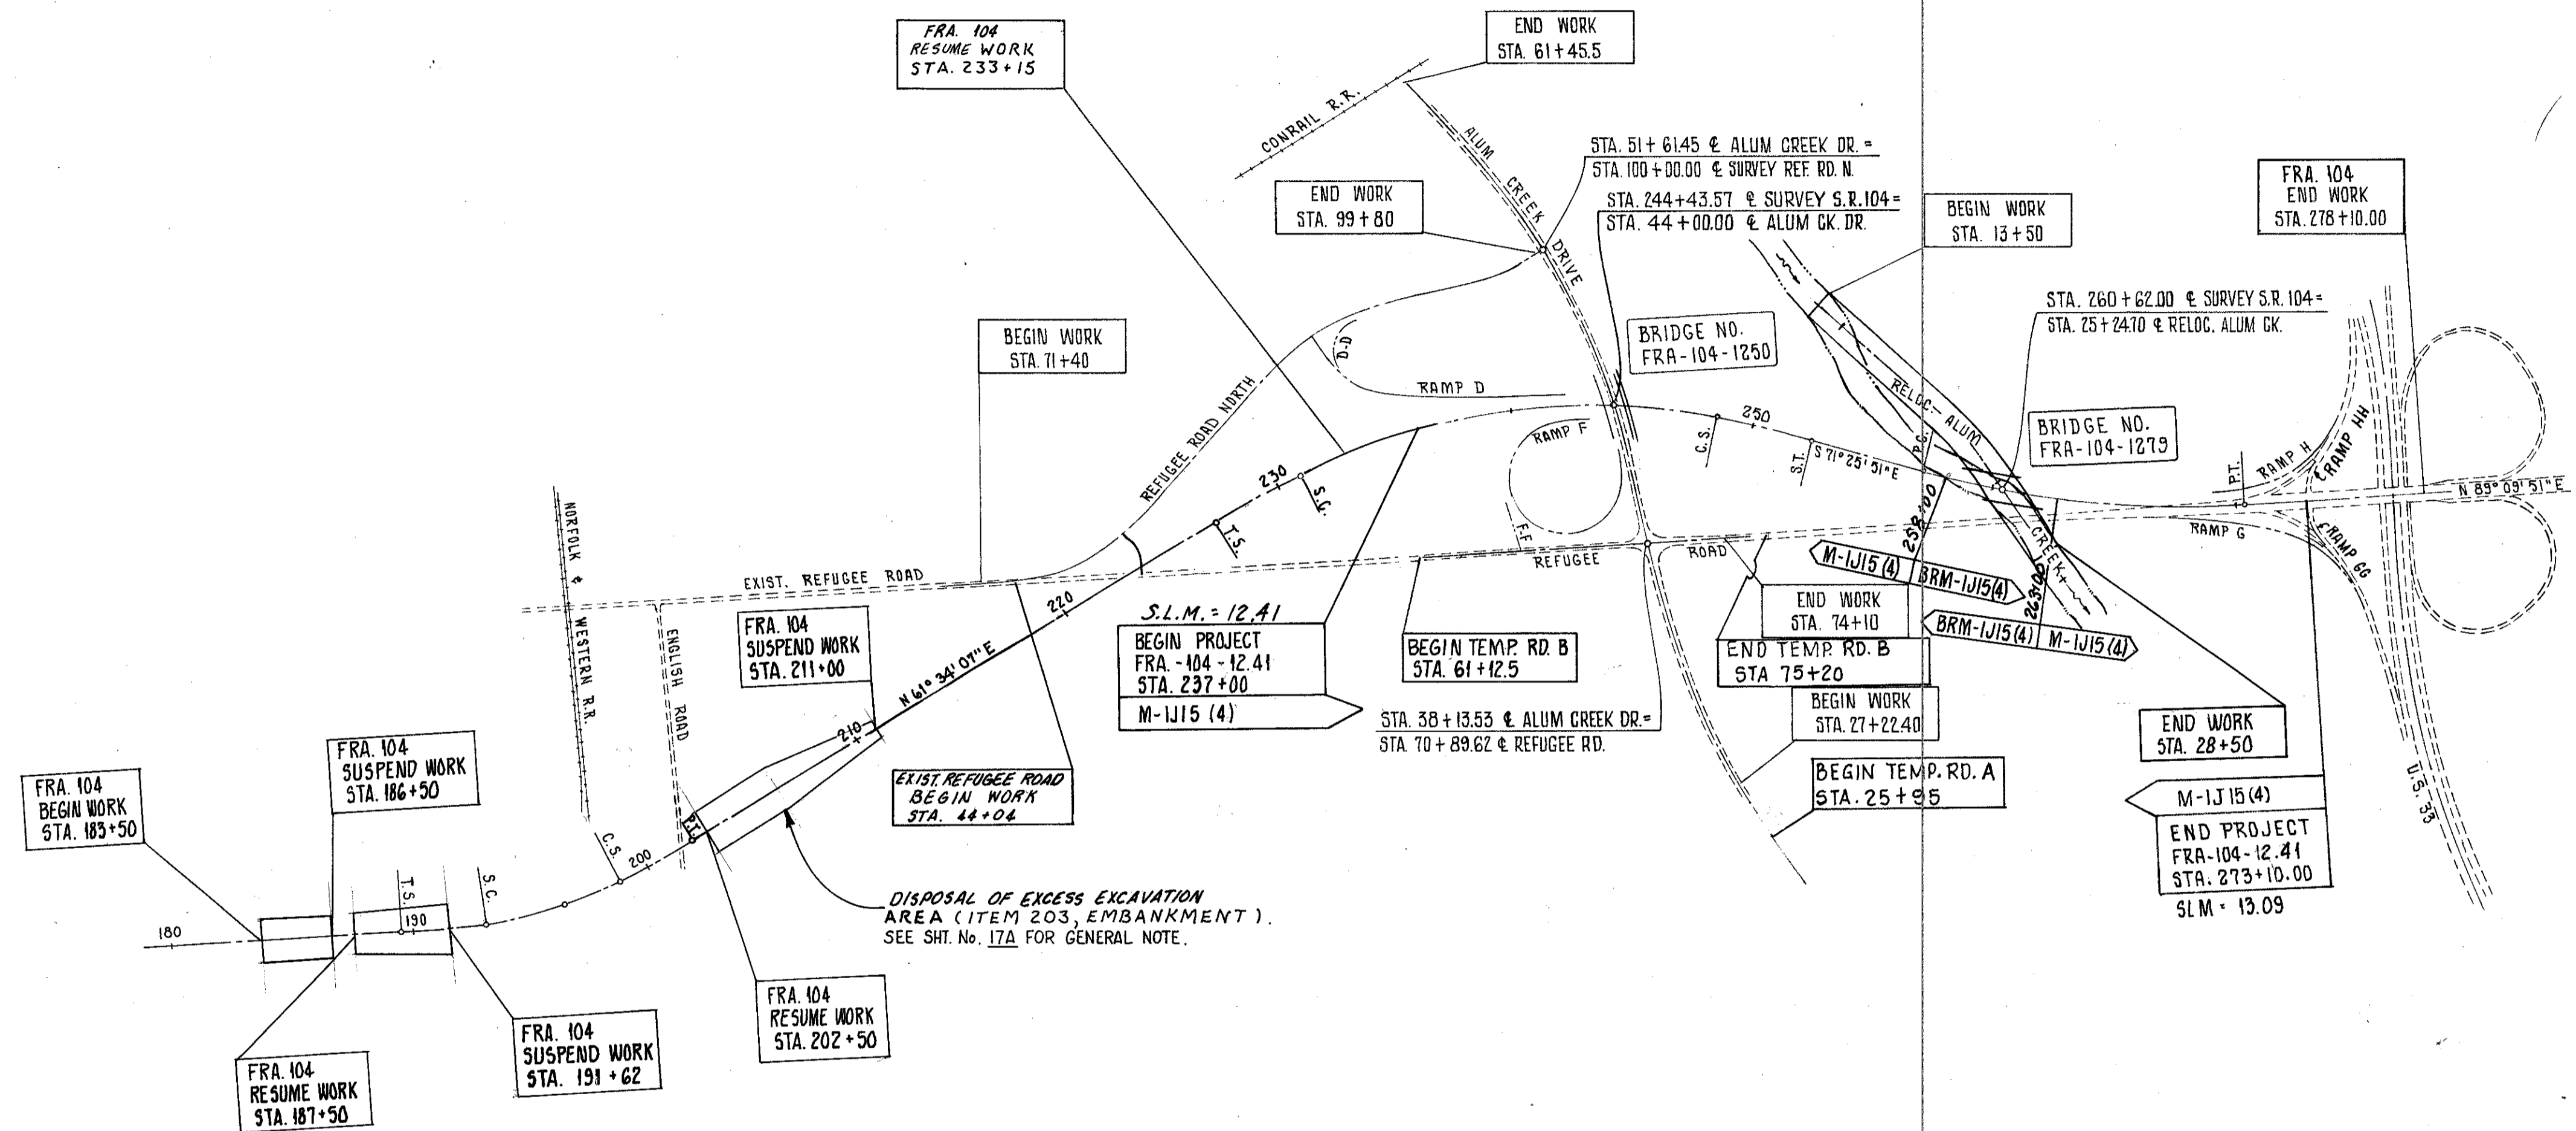 FRA. 104
RESUME WORK
STA. 233+15
END WORK
STA. 61+45.5
CONRAIL R.R.
ALUM CREEK DRIVE
STA. 51+61.45 ℄ ALUM CREEK DR. =
STA. 100+00.00 ℄ SURVEY REF. RD. N.
END WORK
STA. 99+80
STA. 244+43.57 ℄ SURVEY S.R. 104=
STA. 44+00.00 ℄ ALUM CK. DR.
BEGIN WORK
STA. 13+50
FRA. 104
END WORK
STA. 278+10.00
STA. 260+62.00 ℄ SURVEY S.R. 104=
STA. 25+24.70 ℄ RELOC. ALUM CK.
BEGIN WORK
STA. 71+40
BRIDGE NO.
FRA-104-1250
D-D
RAMP D
REFUGEE ROAD NORTH
RELOC. ALUM
CREEK
BRIDGE NO.
FRA-104-1279
RAMP F
F-F
C.S.
250
S.T.
S 71° 25' 51" E
P.C.
P.T.
RAMP H
℄ RAMP HH
N 89° 09' 51" E
RAMP G
℄ RAMP GG
230
S.C.
T.S.
258+00
263+00
NORFOLK & WESTERN R.R.
EXIST. REFUGEE ROAD
REFUGEE ROAD
M-1J15 (4)
BRM-1J15(4)
BRM-1J15(4)
M-1J15(4)
220
ENGLISH ROAD
FRA. 104
SUSPEND WORK
STA. 211+00
N 61° 34' 07" E
S.L.M. = 12.41
BEGIN PROJECT
FRA.-104-12.41
STA. 237+00
M-1J15 (4)
BEGIN TEMP. RD. B
STA. 61+12.5
END WORK
STA. 74+10
END TEMP. RD. B
STA 75+20
BEGIN WORK
STA. 27+22.40
STA. 38+13.53 ℄ ALUM CREEK DR.=
STA. 70+89.62 ℄ REFUGEE RD.
BEGIN TEMP. RD. A
STA. 25+95
END WORK
STA. 28+50
M-1J15(4)
END PROJECT
FRA-104-12.41
STA. 273+10.00
SLM = 13.09
U.S. 33
210
EXIST. REFUGEE ROAD
BEGIN WORK
STA. 44+04
FRA. 104
BEGIN WORK
STA. 183+50
FRA. 104
SUSPEND WORK
STA. 186+50
C.S.
200
P.T.
T.S.
S.C.
180
190
DISPOSAL OF EXCESS EXCAVATION
AREA (ITEM 203, EMBANKMENT).
SEE SHT. No. 17A FOR GENERAL NOTE.
FRA. 104
RESUME WORK
STA. 187+50
FRA. 104
SUSPEND WORK
STA. 191+62
FRA. 104
RESUME WORK
STA. 202+50